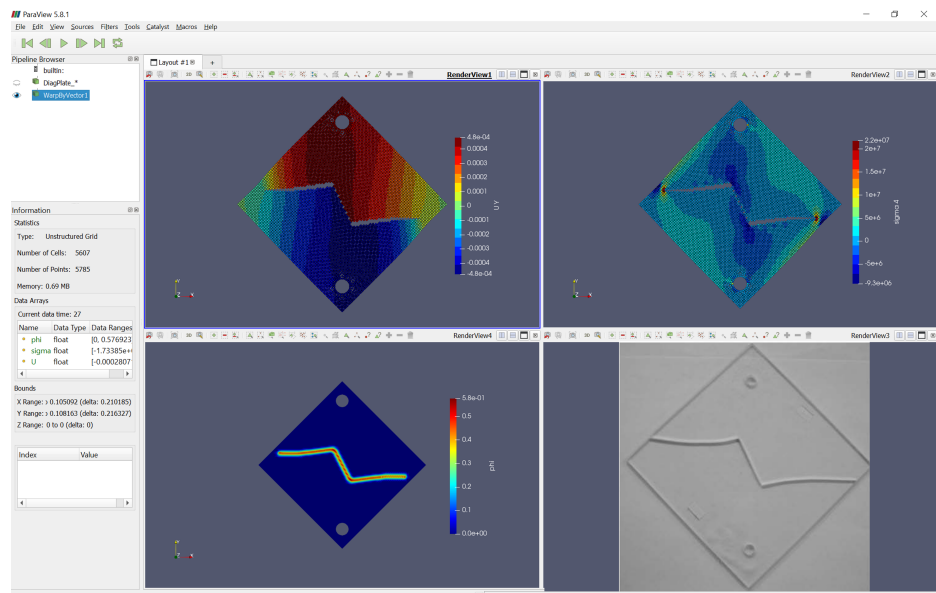 ParaView 5.8.1
File Edit View Sources Filters Tools Catalyst Macros Help
Pipeline Browser
builtin:
DiagPlate_*
WarpByVector1
Information
Statistics
Type: Unstructured Grid
Number of Cells: 5607
Number of Points: 5785
Memory: 0.69 MB
Data Arrays
Current data time: 27
Name Data Type Data Ranges
phi float [0, 0.576923
sigma float [-1.73385e+
U float [-0.0002807
Bounds
X Range: 0.105092 (delta: 0.210185)
Y Range: 0.108163 (delta: 0.216327)
Z Range: 0 to 0 (delta: 0)
Index Value
Layout #1
+
3D
RenderView1
4.8e-04
0.0004
0.0003
0.0002
0.0001
0
-0.0001
-0.0002
-0.0003
-0.0004
-4.8e-04
U Y
3D
RenderView2
2.2e+07
2e+7
1.5e+7
1e+7
5e+6
0
-5e+6
-9.3e+06
sigma 4
3D
RenderView4
5.8e-01
0.5
0.4
0.3
0.2
0.1
0.0e+00
phi
3D
RenderView3